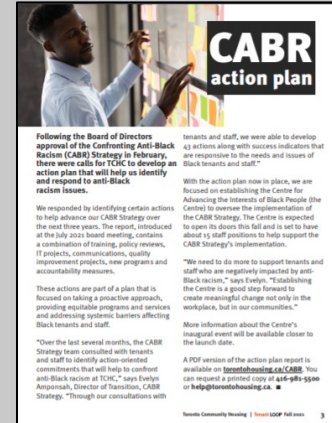 CABR
action plan
Following the Board of Directors
approval of the Confronting Anti-Black
Racism (CABR) Strategy in February,
there were calls for TCHC to develop an
action plan that will help us identify
and respond to anti-Black
racism issues.
We responded by identifying certain actions
to help advance our CABR Strategy over
the next three years. The report, introduced
at the July 2021 board meeting, contains
a combination of training, policy reviews,
IT projects, communications, quality
improvement projects, new programs and
accountability measures.
These actions are part of a plan that is
focused on taking a proactive approach,
providing equitable programs and services
and addressing systemic barriers affecting
Black tenants and staff.
"Over the last several months, the CABR
Strategy team consulted with tenants
and staff to identify action-oriented
commitments that will help to confront
anti-Black racism at TCHC," says Evelyn
Amponsah, Director of Transition, CABR
Strategy. "Through our consultations with
tenants and staff, we were able to develop
43 actions along with success indicators that
are responsive to the needs and issues of
Black tenants and staff."
With the action plan now in place, we are
focused on establishing the Centre for
Advancing the Interests of Black People (the
Centre) to oversee the implementation of
the CABR Strategy. The Centre is expected
to open its doors this fall and is set to have
about 15 staff positions to help support the
CABR Strategy's implementation.
"We need to do more to support tenants and
staff who are negatively impacted by anti-
Black racism," says Evelyn. "Establishing
the Centre is a good step forward to
create meaningful change not only in the
workplace, but in our communities."
More information about the Centre's
inaugural event will be available closer to
the launch date.
A PDF version of the action plan report is
available on torontohousing.ca/CABR. You
can request a printed copy at 416-981-5500
or help@torontohousing.ca. ■
Toronto Community Housing | Tenant LOOP Fall 2021 3